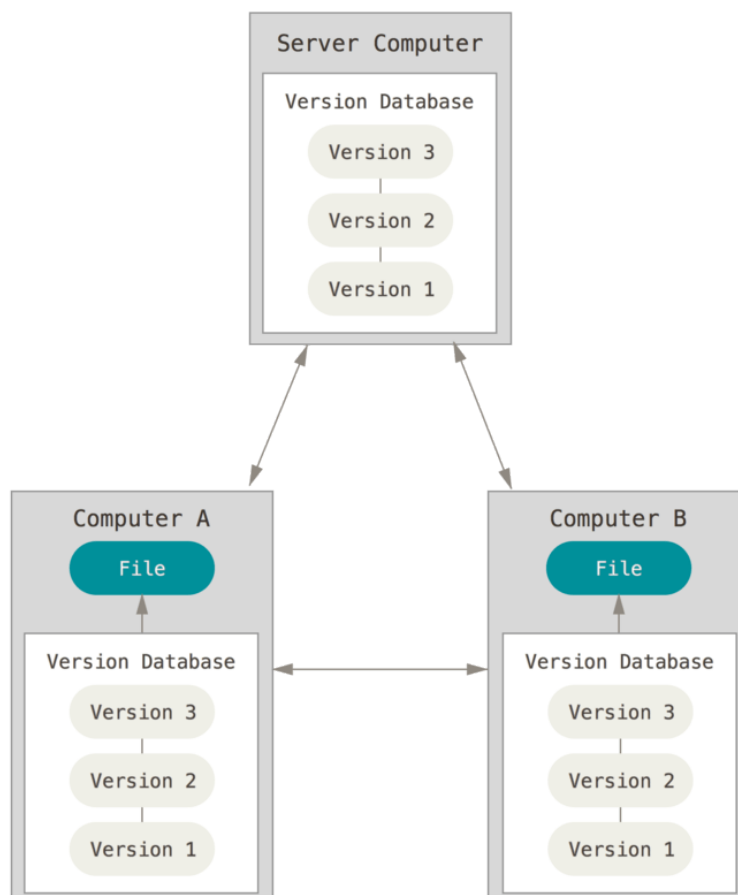 Server Computer
Version Database
Version 3
Version 2
Version 1
Computer A
File
Version Database
Version 3
Version 2
Version 1
Computer B
File
Version Database
Version 3
Version 2
Version 1